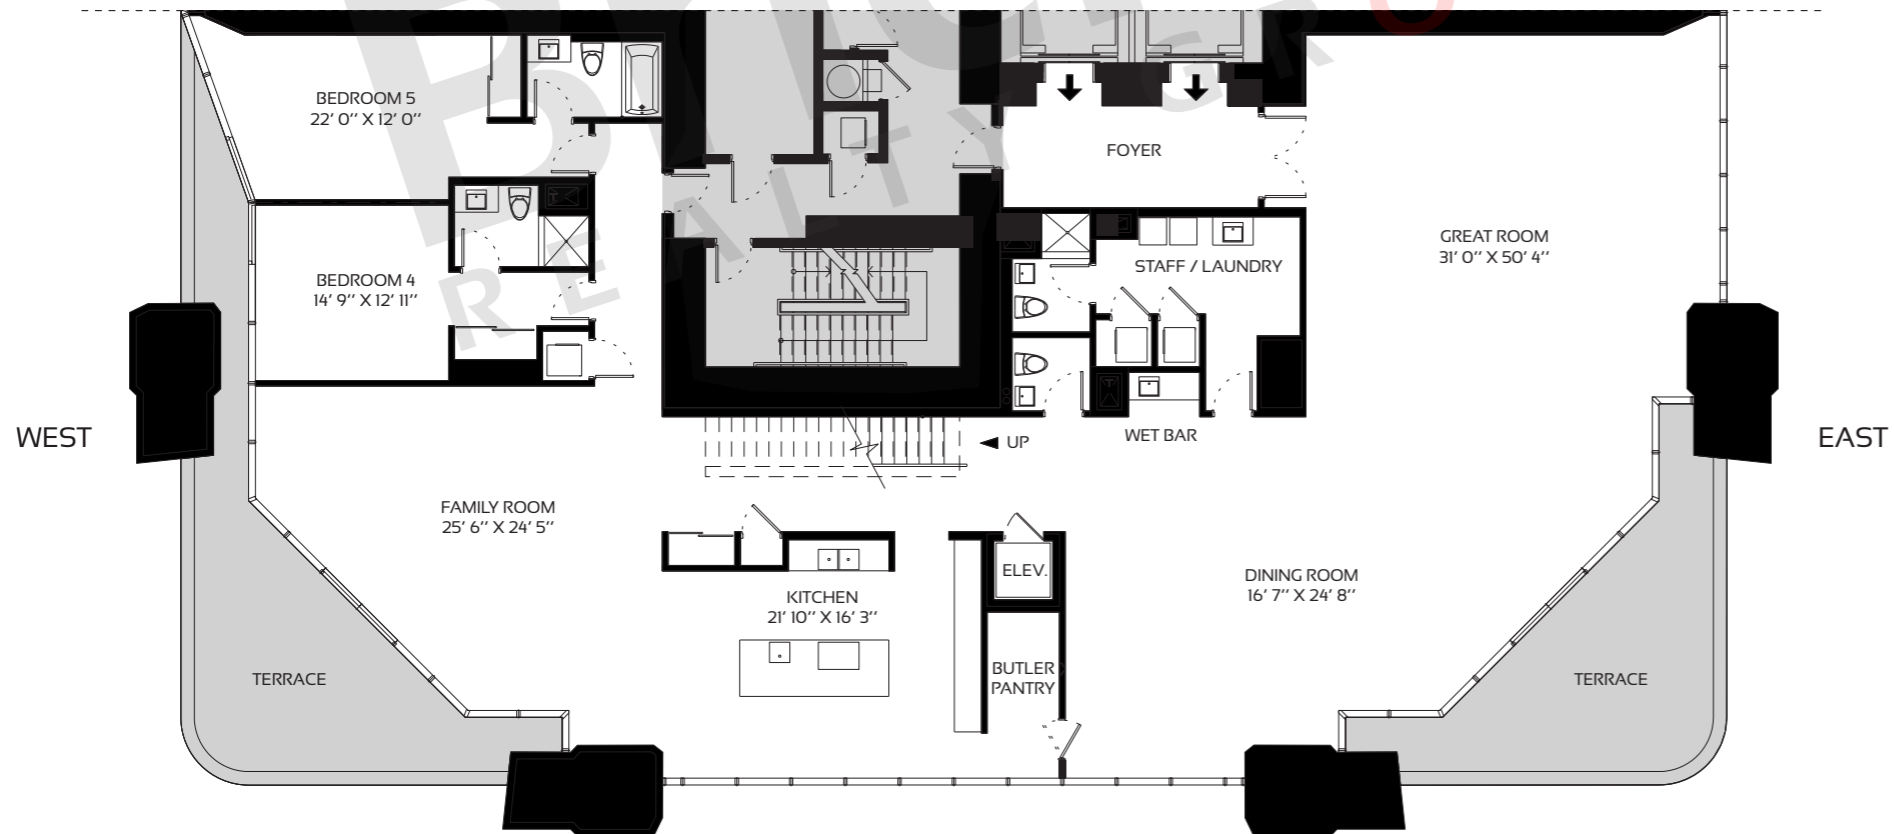 BEDROOM 5
22' 0'' X 12' 0''
FOYER
GREAT ROOM
31' 0'' X 50' 4''
STAFF / LAUNDRY
BEDROOM 4
14' 9'' X 12' 11''
REALTY GRO
WEST
UP
WET BAR
EAST
FAMILY ROOM
25' 6'' X 24' 5''
ELEV.
KITCHEN
21' 10'' X 16' 3''
DINING ROOM
16' 7'' X 24' 8''
BUTLER
PANTRY
TERRACE
TERRACE